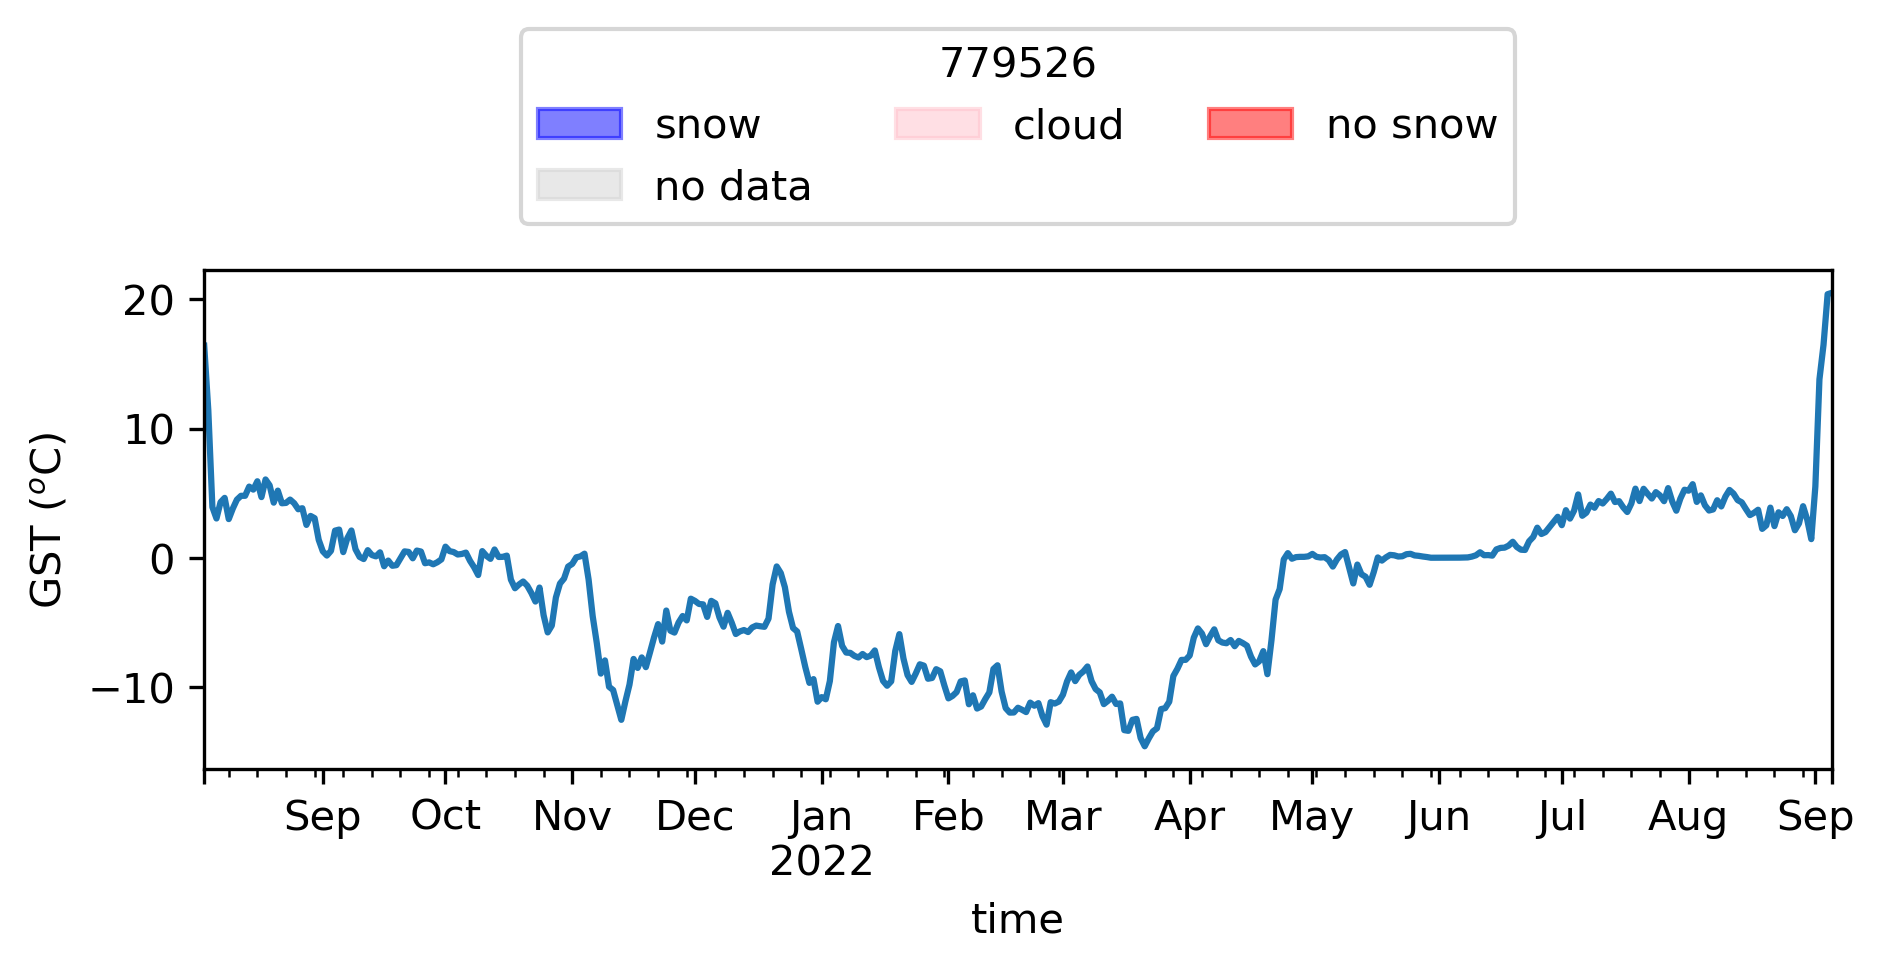 779526
snow cloud no snow
no data
20
10
0
−10
GST (°C)
Sep Oct Nov Dec Jan Feb Mar Apr May Jun Jul Aug Sep
2022
time